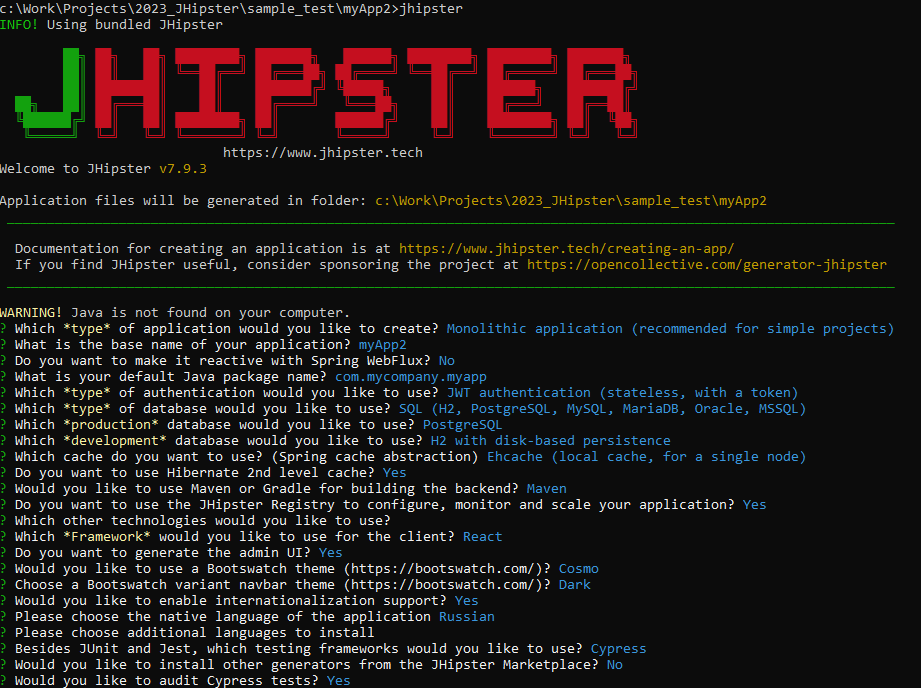 c:\Work\Projects\2023_JHipster\sample_test\myApp2>jhipster
INFO! Using bundled JHipster
JHIPSTER
https://www.jhipster.tech
Welcome to JHipster v7.9.3
Application files will be generated in folder: c:\Work\Projects\2023_JHipster\sample_test\myApp2
Documentation for creating an application is at https://www.jhipster.tech/creating-an-app/
If you find JHipster useful, consider sponsoring the project at https://opencollective.com/generator-jhipster
WARNING! Java is not found on your computer.
? Which *type* of application would you like to create? Monolithic application (recommended for simple projects)
? What is the base name of your application? myApp2
? Do you want to make it reactive with Spring WebFlux? No
? What is your default Java package name? com.mycompany.myapp
? Which *type* of authentication would you like to use? JWT authentication (stateless, with a token)
? Which *type* of database would you like to use? SQL (H2, PostgreSQL, MySQL, MariaDB, Oracle, MSSQL)
? Which *production* database would you like to use? PostgreSQL
? Which *development* database would you like to use? H2 with disk-based persistence
? Which cache do you want to use? (Spring cache abstraction) Ehcache (local cache, for a single node)
? Do you want to use Hibernate 2nd level cache? Yes
? Would you like to use Maven or Gradle for building the backend? Maven
? Do you want to use the JHipster Registry to configure, monitor and scale your application? Yes
? Which other technologies would you like to use?
? Which *Framework* would you like to use for the client? React
? Do you want to generate the admin UI? Yes
? Would you like to use a Bootswatch theme (https://bootswatch.com/)? Cosmo
? Choose a Bootswatch variant navbar theme (https://bootswatch.com/)? Dark
? Would you like to enable internationalization support? Yes
? Please choose the native language of the application Russian
? Please choose additional languages to install
? Besides JUnit and Jest, which testing frameworks would you like to use? Cypress
? Would you like to install other generators from the JHipster Marketplace? No
? Would you like to audit Cypress tests? Yes